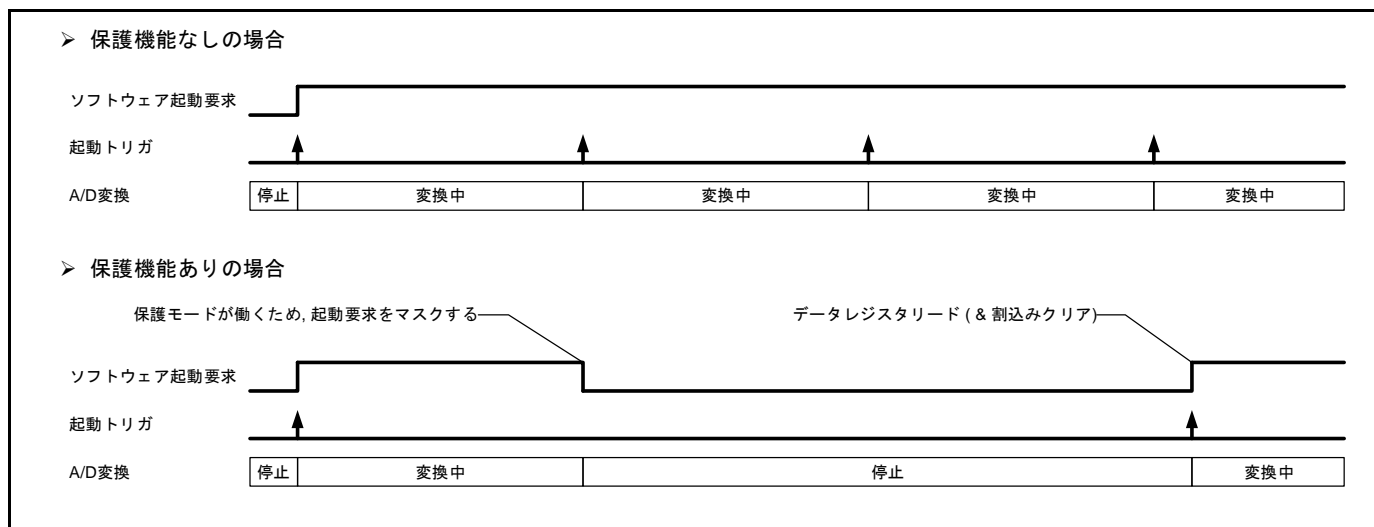 ➢ 保護機能なしの場合
ソフトウェア起動要求
起動トリガ
A/D変換 停止 変換中 変換中 変換中 変換中
➢ 保護機能ありの場合
保護モードが働くため, 起動要求をマスクする データレジスタリード ( & 割込みクリア)
ソフトウェア起動要求
起動トリガ
A/D変換 停止 変換中 停止 変換中